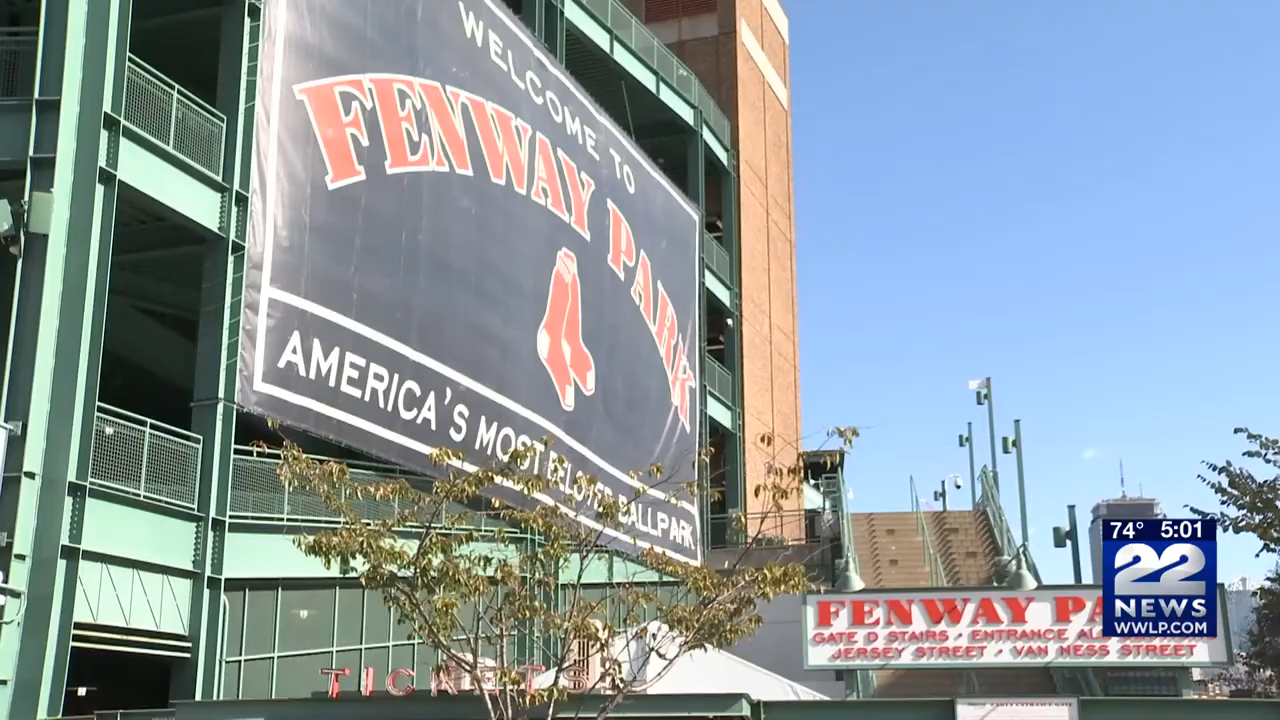 WELCOME TO
FENWAY PARK
AMERICA'S MOST BELOVED BALLPARK
74° 5:01
22
NEWS
WWLP.COM
FENWAY
GATE D STAIRS • ENTRANCE
JERSEY STREET • VAN NESS STREET
TICKETS